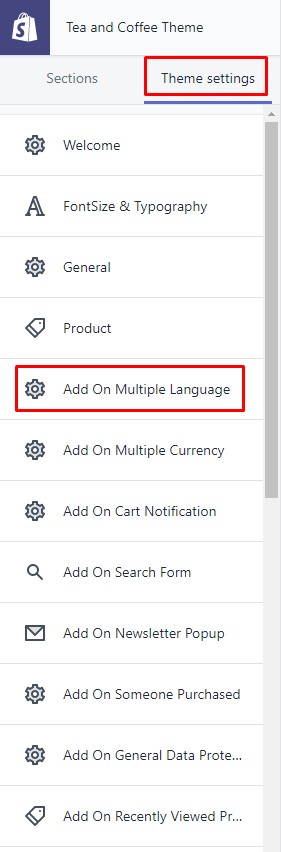 Tea and Coffee Theme
Sections Theme settings
Welcome
FontSize & Typography
General
Product
Add On Multiple Language
Add On Multiple Currency
Add On Cart Notification
Add On Search Form
Add On Newsletter Popup
Add On Someone Purchased
Add On General Data Prote...
Add On Recently Viewed Pr...